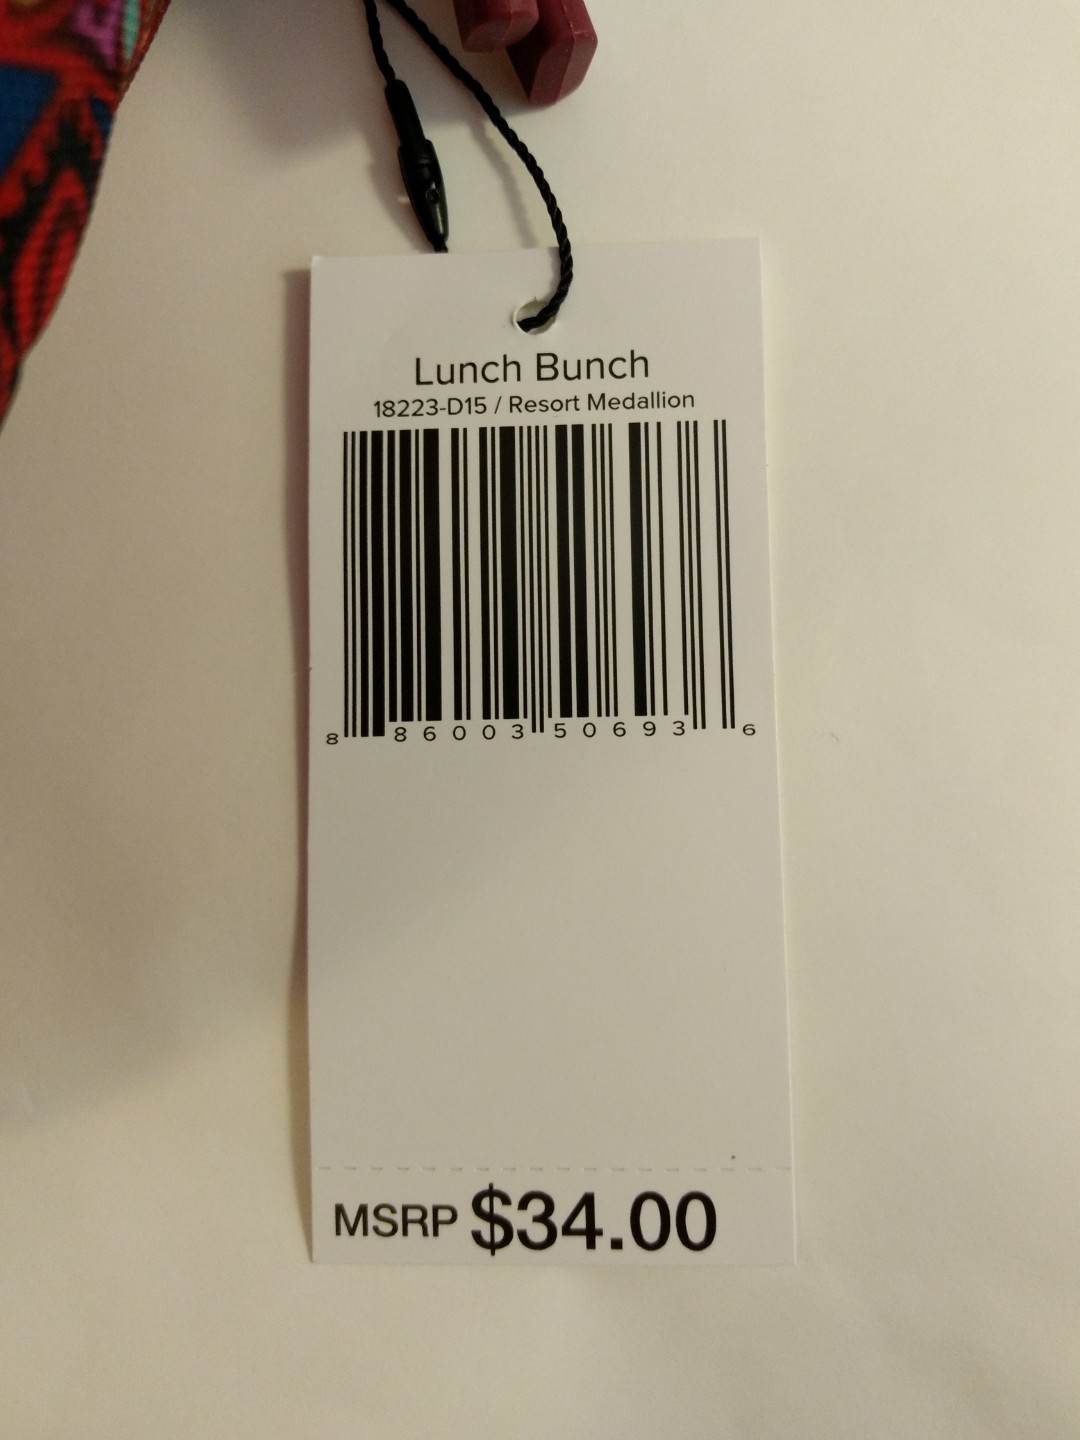 Lunch Bunch
18223-D15 / Resort Medallion
8 86003 50693 6
MSRP $34.00